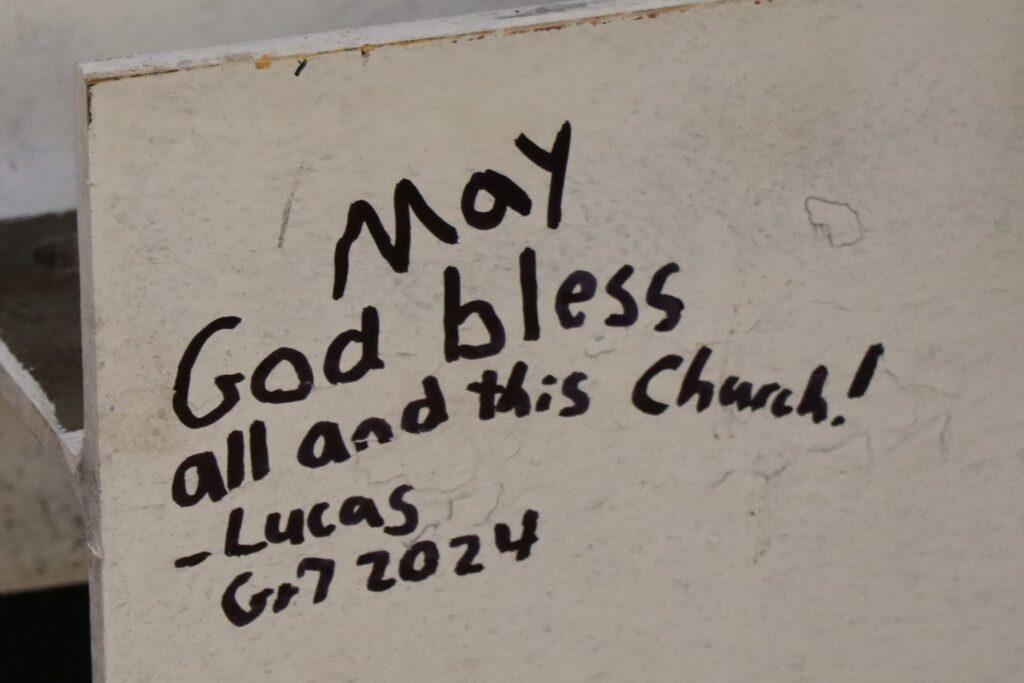 May
God bless
all and this Church!
-Lucas
Gr7 2024